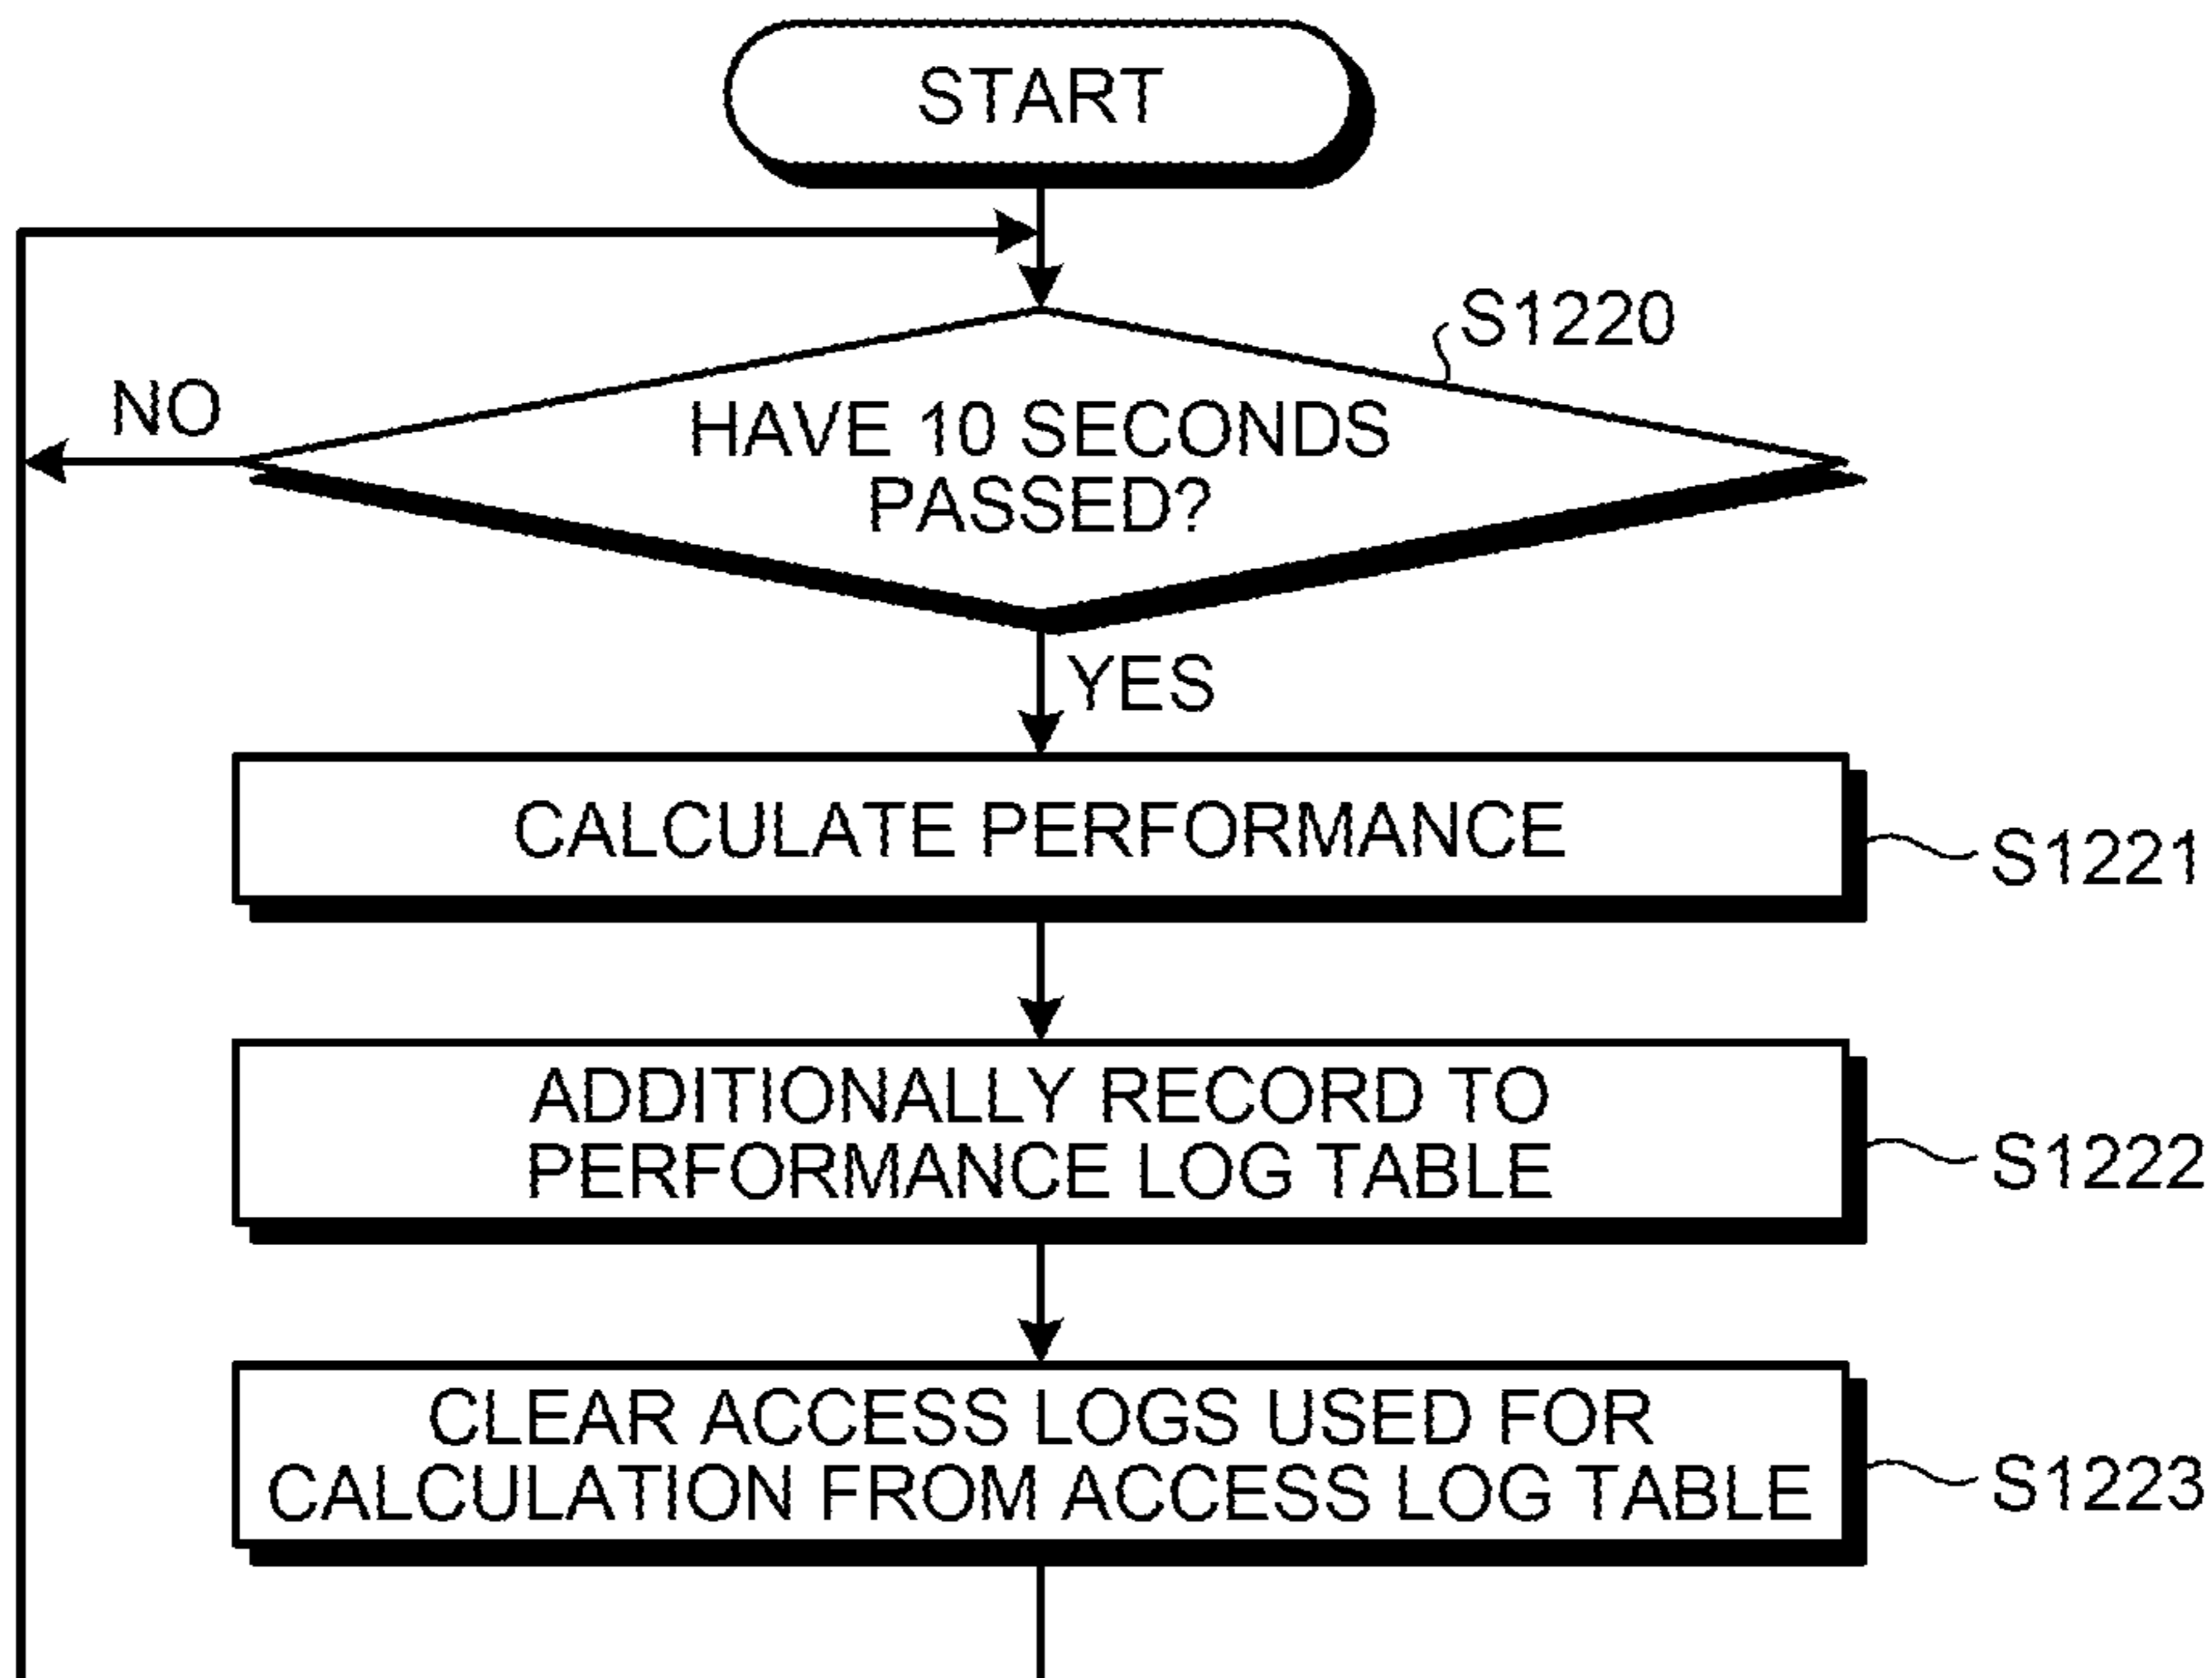 START
S1220
NO
HAVE 10 SECONDS
PASSED?
YES
CALCULATE PERFORMANCE
S1221
ADDITIONALLY RECORD TO
PERFORMANCE LOG TABLE
S1222
CLEAR ACCESS LOGS USED FOR
CALCULATION FROM ACCESS LOG TABLE
S1223